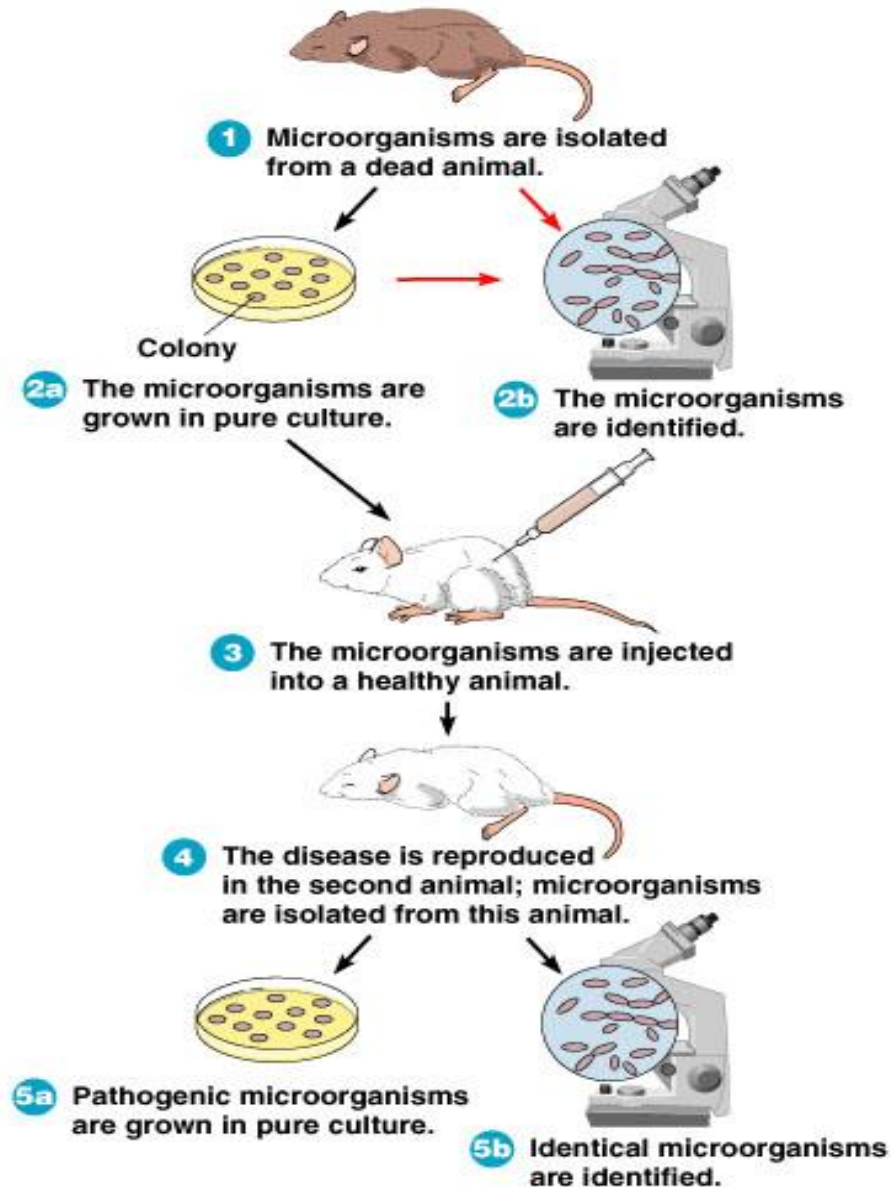 1 Microorganisms are isolated
from a dead animal.
Colony
2a The microorganisms are
grown in pure culture.
2b The microorganisms
are identified.
3 The microorganisms are injected
into a healthy animal.
4 The disease is reproduced
in the second animal; microorganisms
are isolated from this animal.
5a Pathogenic microorganisms
are grown in pure culture.
5b Identical microorganisms
are identified.